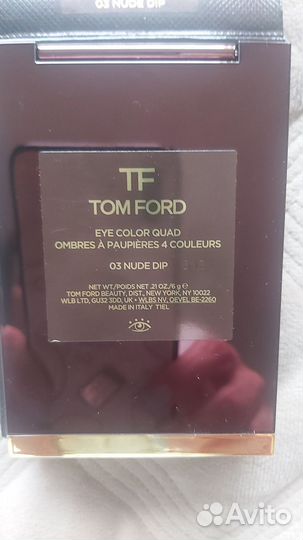 03 NUDE DIP
TF
TOM FORD
EYE COLOR QUAD
OMBRES À PAUPIÈRES 4 COULEURS
03 NUDE DIP
NET WT/POIDS NET .21 OZ./6 g ℮
TOM FORD BEAUTY, DIST., NEW YORK, NY 10022
WLB LTD, GU32 3DD, UK • WLBS NV, OEVEL BE-2260
MADE IN ITALY TIEL
Avito